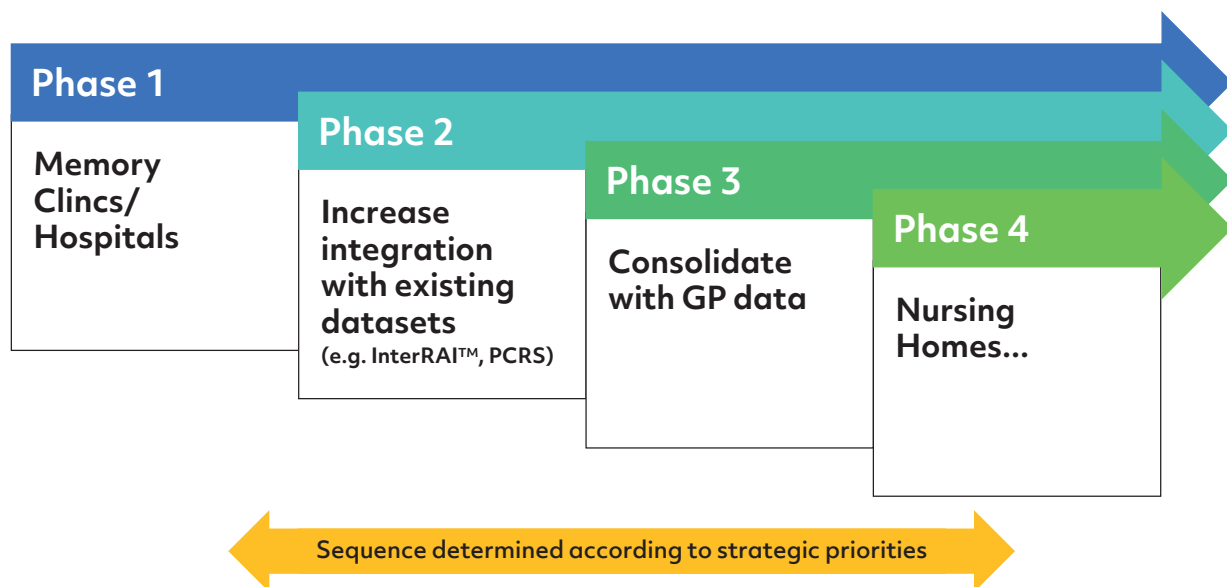 Phase 1
Memory
Clincs/
Hospitals
Phase 2
Increase
integration
with existing
datasets
(e.g. InterRAI™, PCRS)
Phase 3
Consolidate
with GP data
Phase 4
Nursing
Homes...
Sequence determined according to strategic priorities